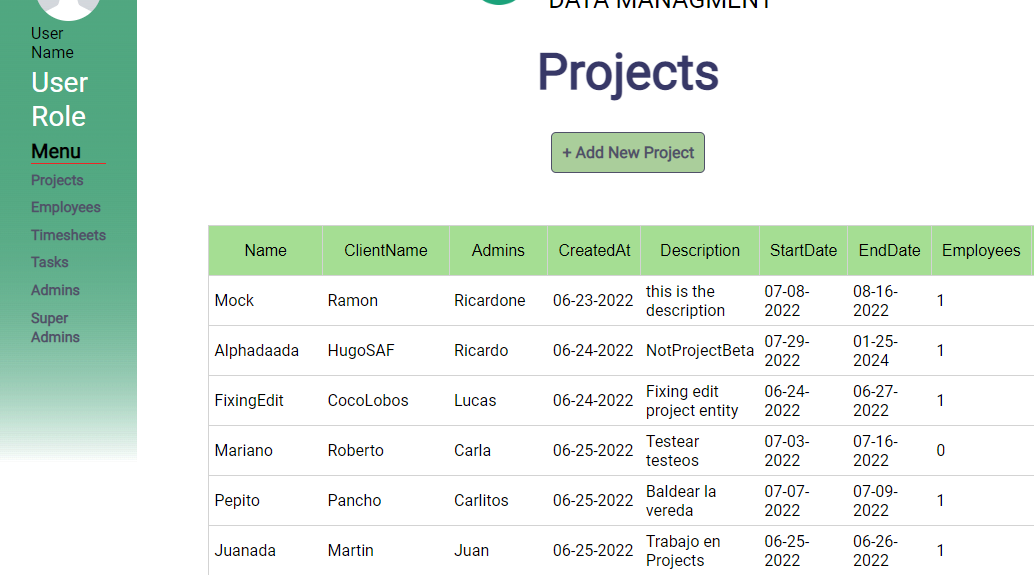 DATA MANAGMENT
User
Name
User
Role
Menu
Projects
Employees
Timesheets
Tasks
Admins
Super
Admins
Projects
+ Add New Project
Name ClientName Admins CreatedAt Description StartDate EndDate Employees
Mock Ramon Ricardone 06-23-2022 this is the description 07-08-2022 08-16-2022 1
Alphadaada HugoSAF Ricardo 06-24-2022 NotProjectBeta 07-29-2022 01-25-2024 1
FixingEdit CocoLobos Lucas 06-24-2022 Fixing edit project entity 06-24-2022 06-27-2022 1
Mariano Roberto Carla 06-25-2022 Testear testeos 07-03-2022 07-16-2022 0
Pepito Pancho Carlitos 06-25-2022 Baldear la vereda 07-07-2022 07-09-2022 1
Juanada Martin Juan 06-25-2022 Trabajo en Projects 06-25-2022 06-26-2022 1